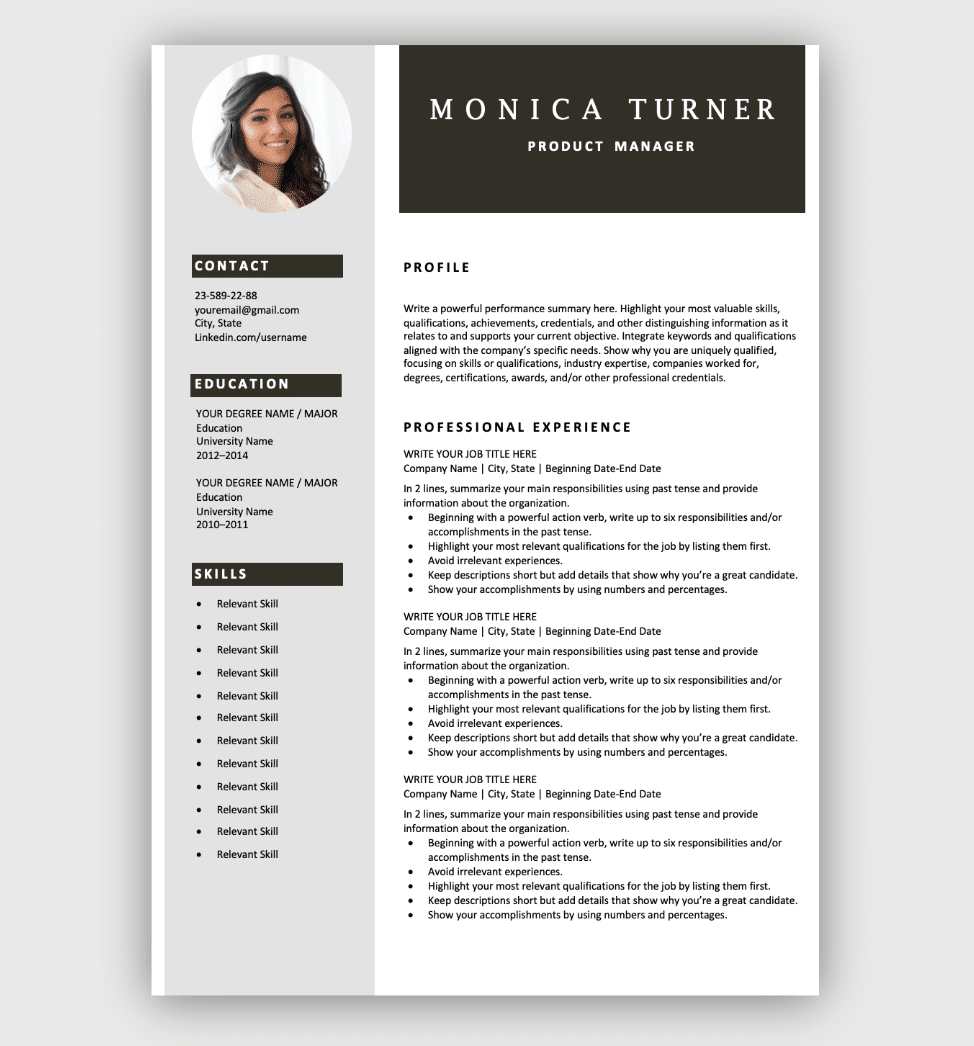 MONICA TURNER
PRODUCT MANAGER
CONTACT
23-589-22-88
youremail@gmail.com
City, State
Linkedin.com/username
EDUCATION
YOUR DEGREE NAME / MAJOR
Education
University Name
2012–2014
YOUR DEGREE NAME / MAJOR
Education
University Name
2010–2011
SKILLS
• Relevant Skill
• Relevant Skill
• Relevant Skill
• Relevant Skill
• Relevant Skill
• Relevant Skill
• Relevant Skill
• Relevant Skill
• Relevant Skill
• Relevant Skill
• Relevant Skill
• Relevant Skill
PROFILE
Write a powerful performance summary here. Highlight your most valuable skills,
qualifications, achievements, credentials, and other distinguishing information as it
relates to and supports your current objective. Integrate keywords and qualifications
aligned with the company’s specific needs. Show why you are uniquely qualified,
focusing on skills or qualifications, industry expertise, companies worked for,
degrees, certifications, awards, and/or other professional credentials.
PROFESSIONAL EXPERIENCE
WRITE YOUR JOB TITLE HERE
Company Name | City, State | Beginning Date-End Date
In 2 lines, summarize your main responsibilities using past tense and provide
information about the organization.
• Beginning with a powerful action verb, write up to six responsibilities and/or
accomplishments in the past tense.
• Highlight your most relevant qualifications for the job by listing them first.
• Avoid irrelevant experiences.
• Keep descriptions short but add details that show why you’re a great candidate.
• Show your accomplishments by using numbers and percentages.
WRITE YOUR JOB TITLE HERE
Company Name | City, State | Beginning Date-End Date
In 2 lines, summarize your main responsibilities using past tense and provide
information about the organization.
• Beginning with a powerful action verb, write up to six responsibilities and/or
accomplishments in the past tense.
• Highlight your most relevant qualifications for the job by listing them first.
• Avoid irrelevant experiences.
• Keep descriptions short but add details that show why you’re a great candidate.
• Show your accomplishments by using numbers and percentages.
WRITE YOUR JOB TITLE HERE
Company Name | City, State | Beginning Date-End Date
In 2 lines, summarize your main responsibilities using past tense and provide
information about the organization.
• Beginning with a powerful action verb, write up to six responsibilities and/or
accomplishments in the past tense.
• Avoid irrelevant experiences.
• Highlight your most relevant qualifications for the job by listing them first.
• Keep descriptions short but add details that show why you’re a great candidate.
• Show your accomplishments by using numbers and percentages.